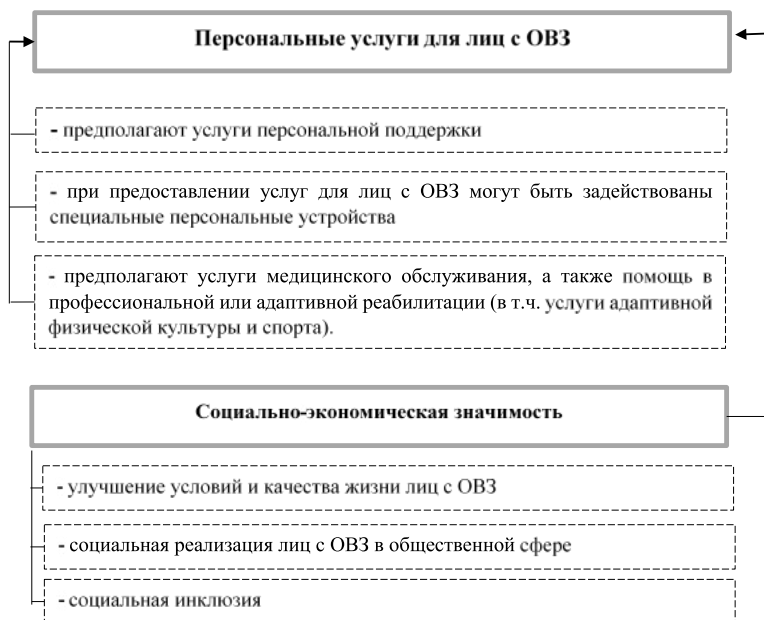 Персональные услуги для лиц с ОВЗ
- предполагают услуги персональной поддержки
- при предоставлении услуг для лиц с ОВЗ могут быть задействованы
специальные персональные устройства
- предполагают услуги медицинского обслуживания, а также помощь в
профессиональной или адаптивной реабилитации (в т.ч. услуги адаптивной
физической культуры и спорта).
Социально-экономическая значимость
- улучшение условий и качества жизни лиц с ОВЗ
- социальная реализация лиц с ОВЗ в общественной сфере
- социальная инклюзия